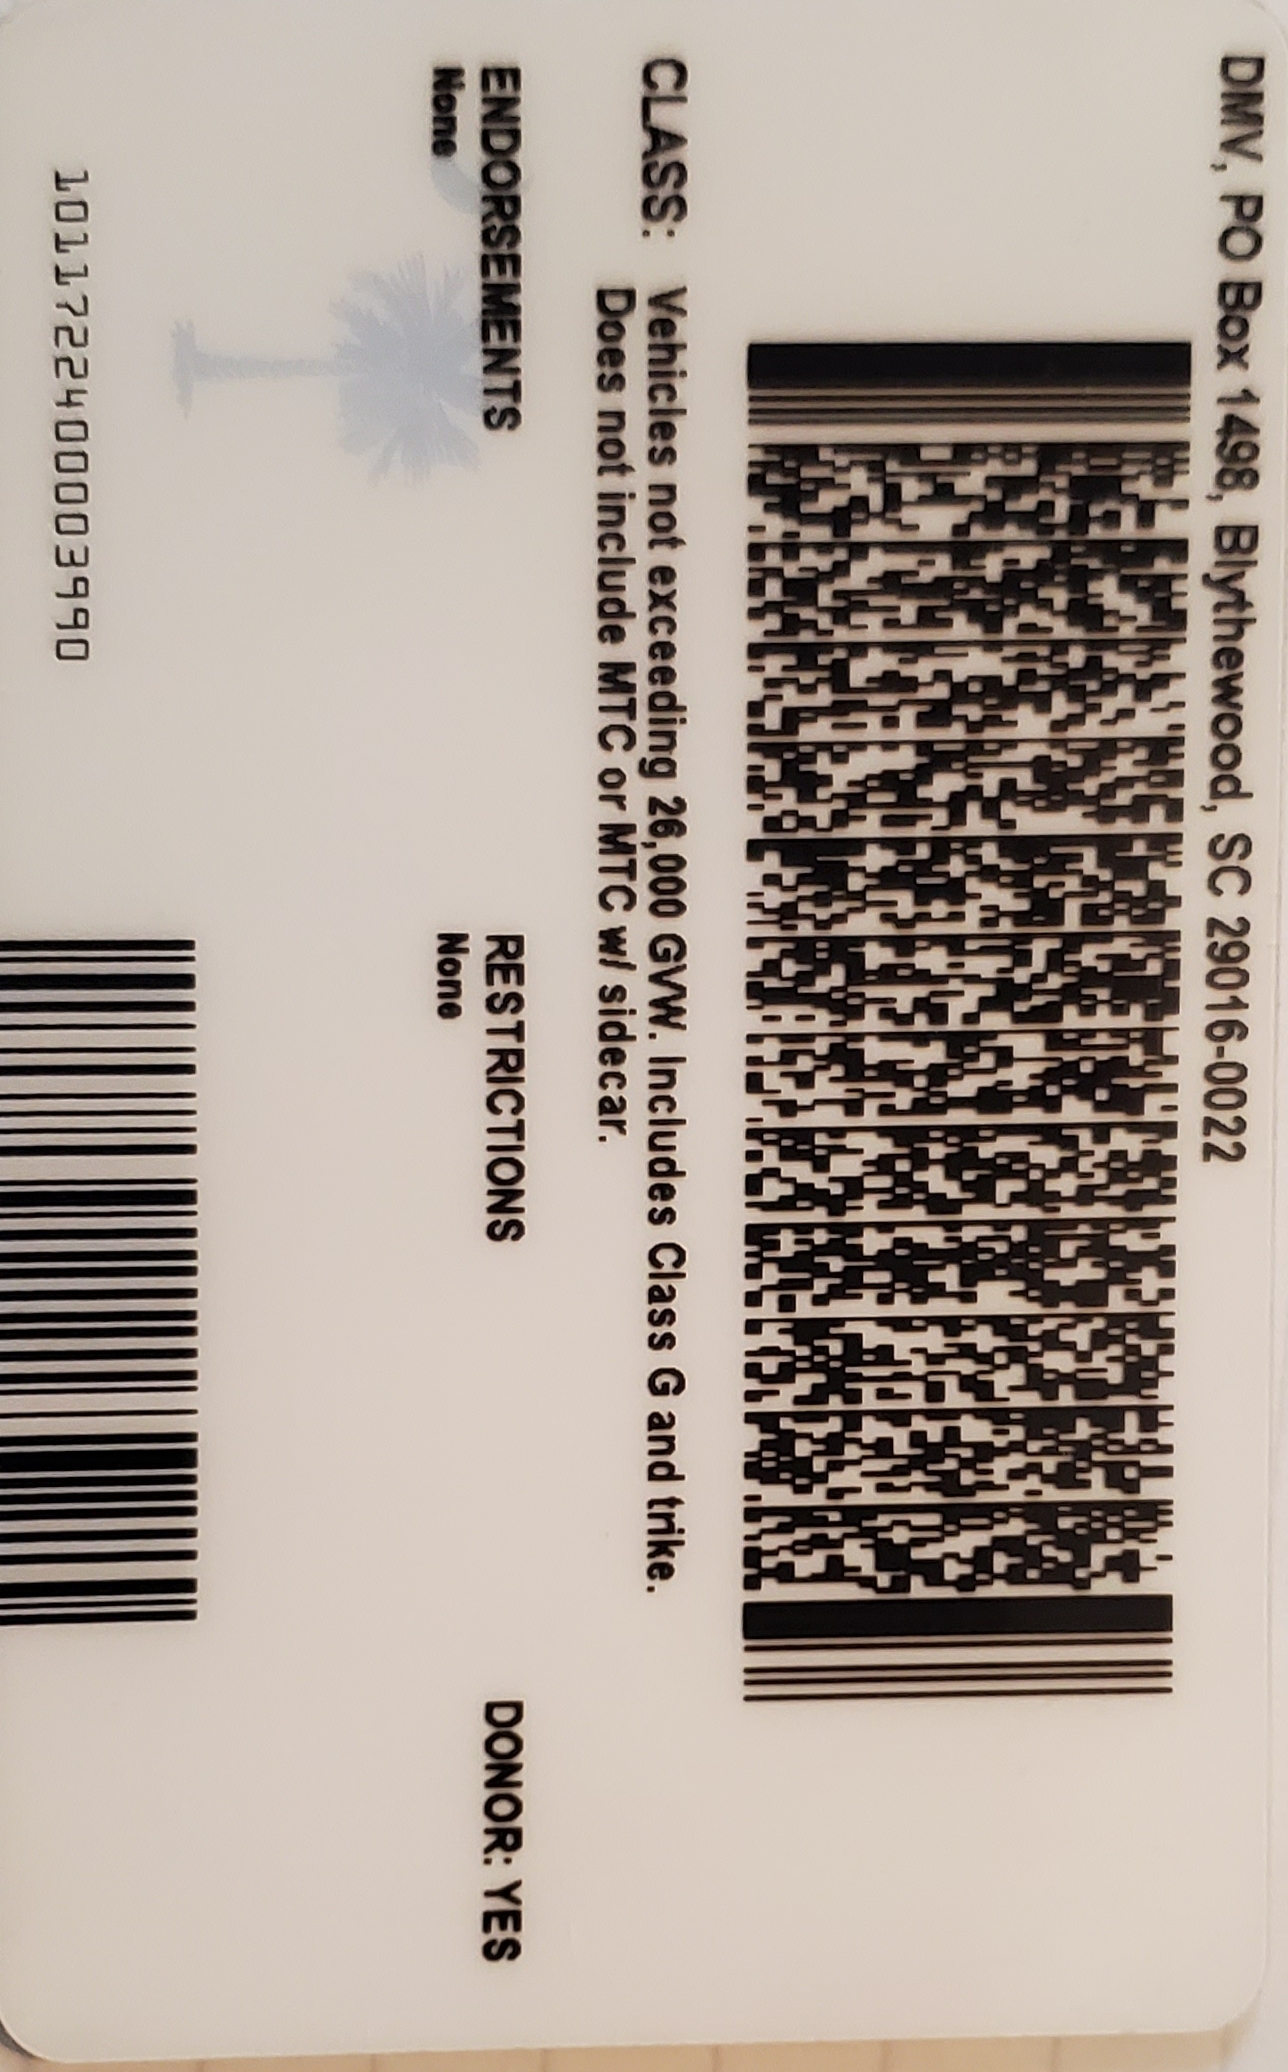 DMV, PO Box 1498, Blythewood, SC 29016-0022
CLASS: Vehicles not exceeding 26,000 GVW. Includes Class G and trike.
Does not include MTC or MTC w/ sidecar.
ENDORSEMENTS RESTRICTIONS DONOR: YES
None None
10117224000003990